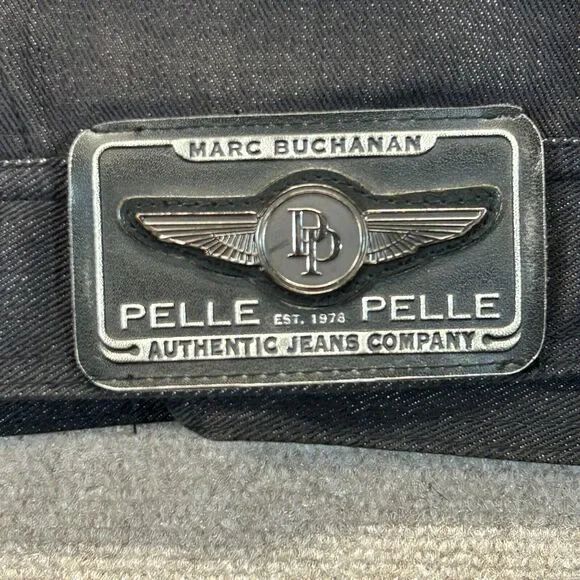 MARC BUCHANAN
PP
PELLE EST. 1978 PELLE
AUTHENTIC JEANS COMPANY